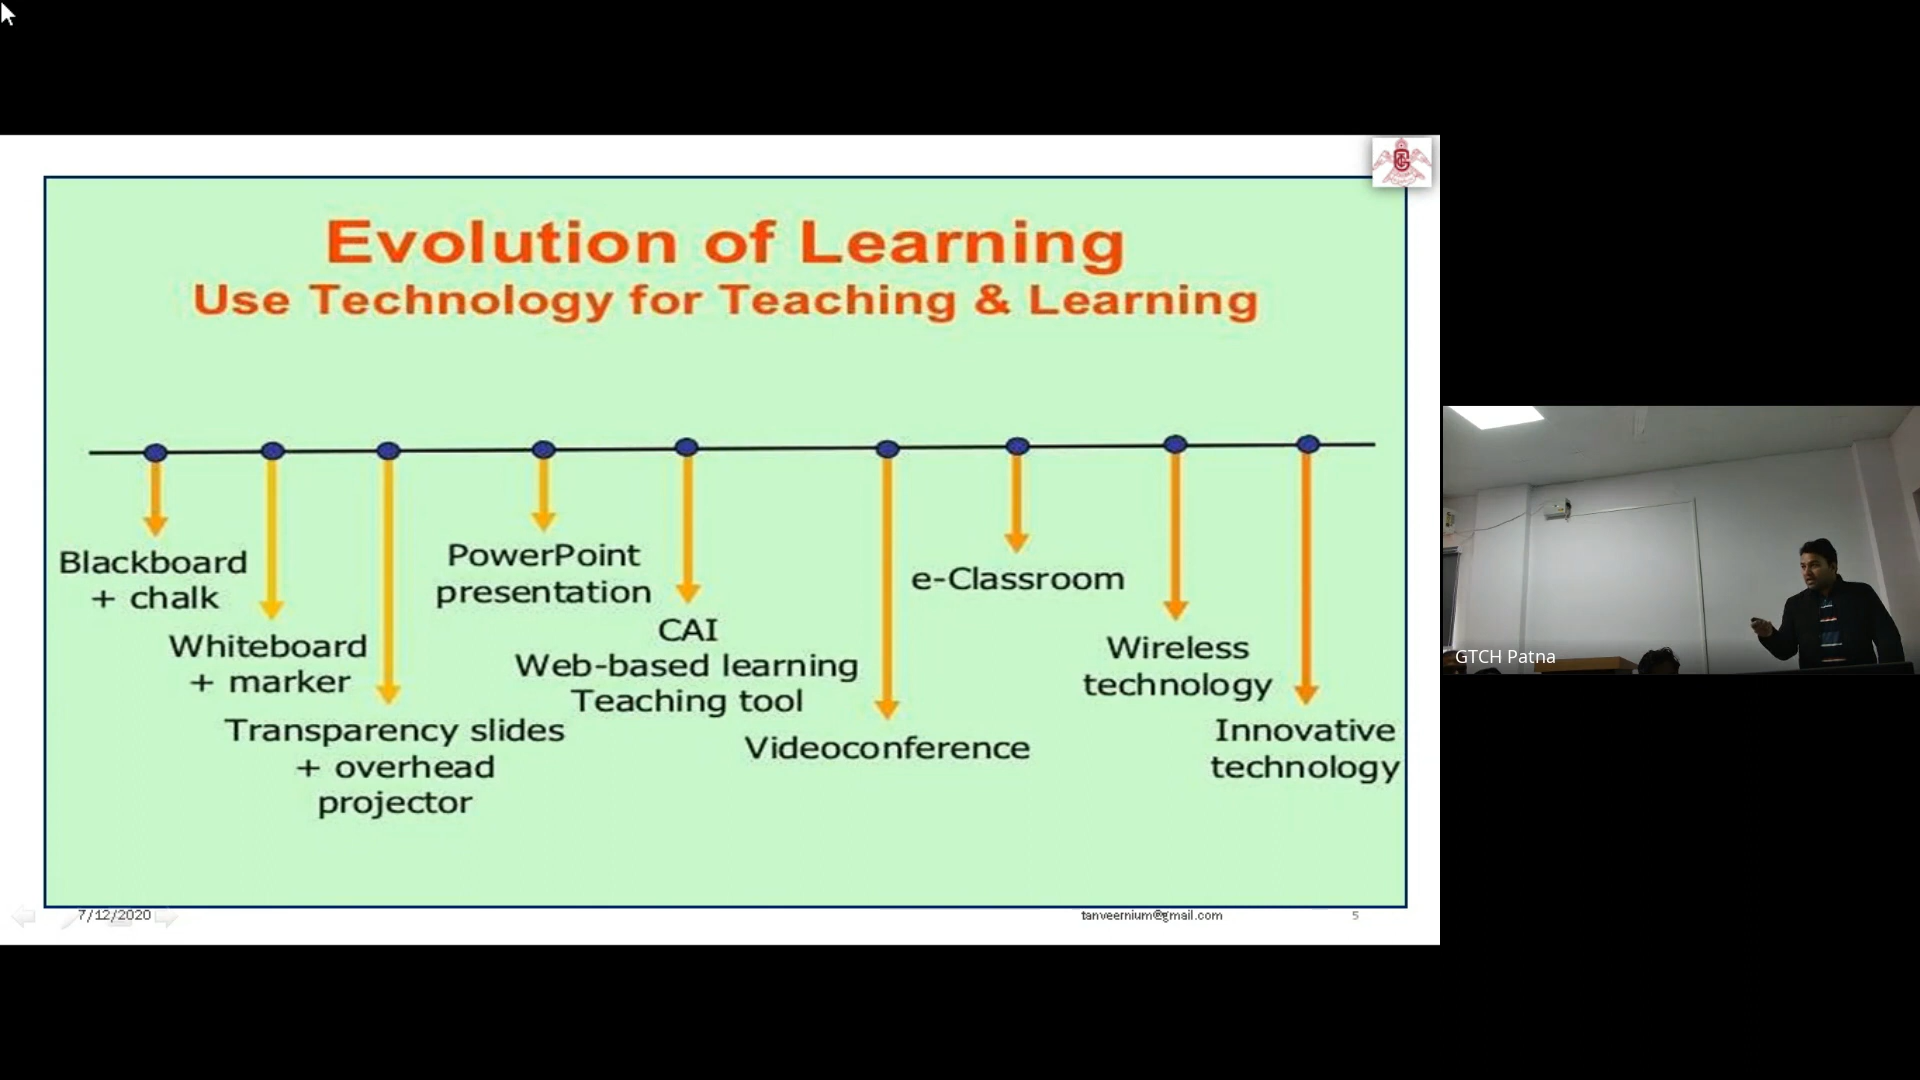 Evolution of Learning
Use Technology for Teaching & Learning
Blackboard
+ chalk
Whiteboard
+ marker
Transparency slides
+ overhead
projector
PowerPoint
presentation
CAI
Web-based learning
Teaching tool
Videoconference
e-Classroom
Wireless
technology
Innovative
technology
7/12/2020
tanveernium@gmail.com
5
GTCH Patna